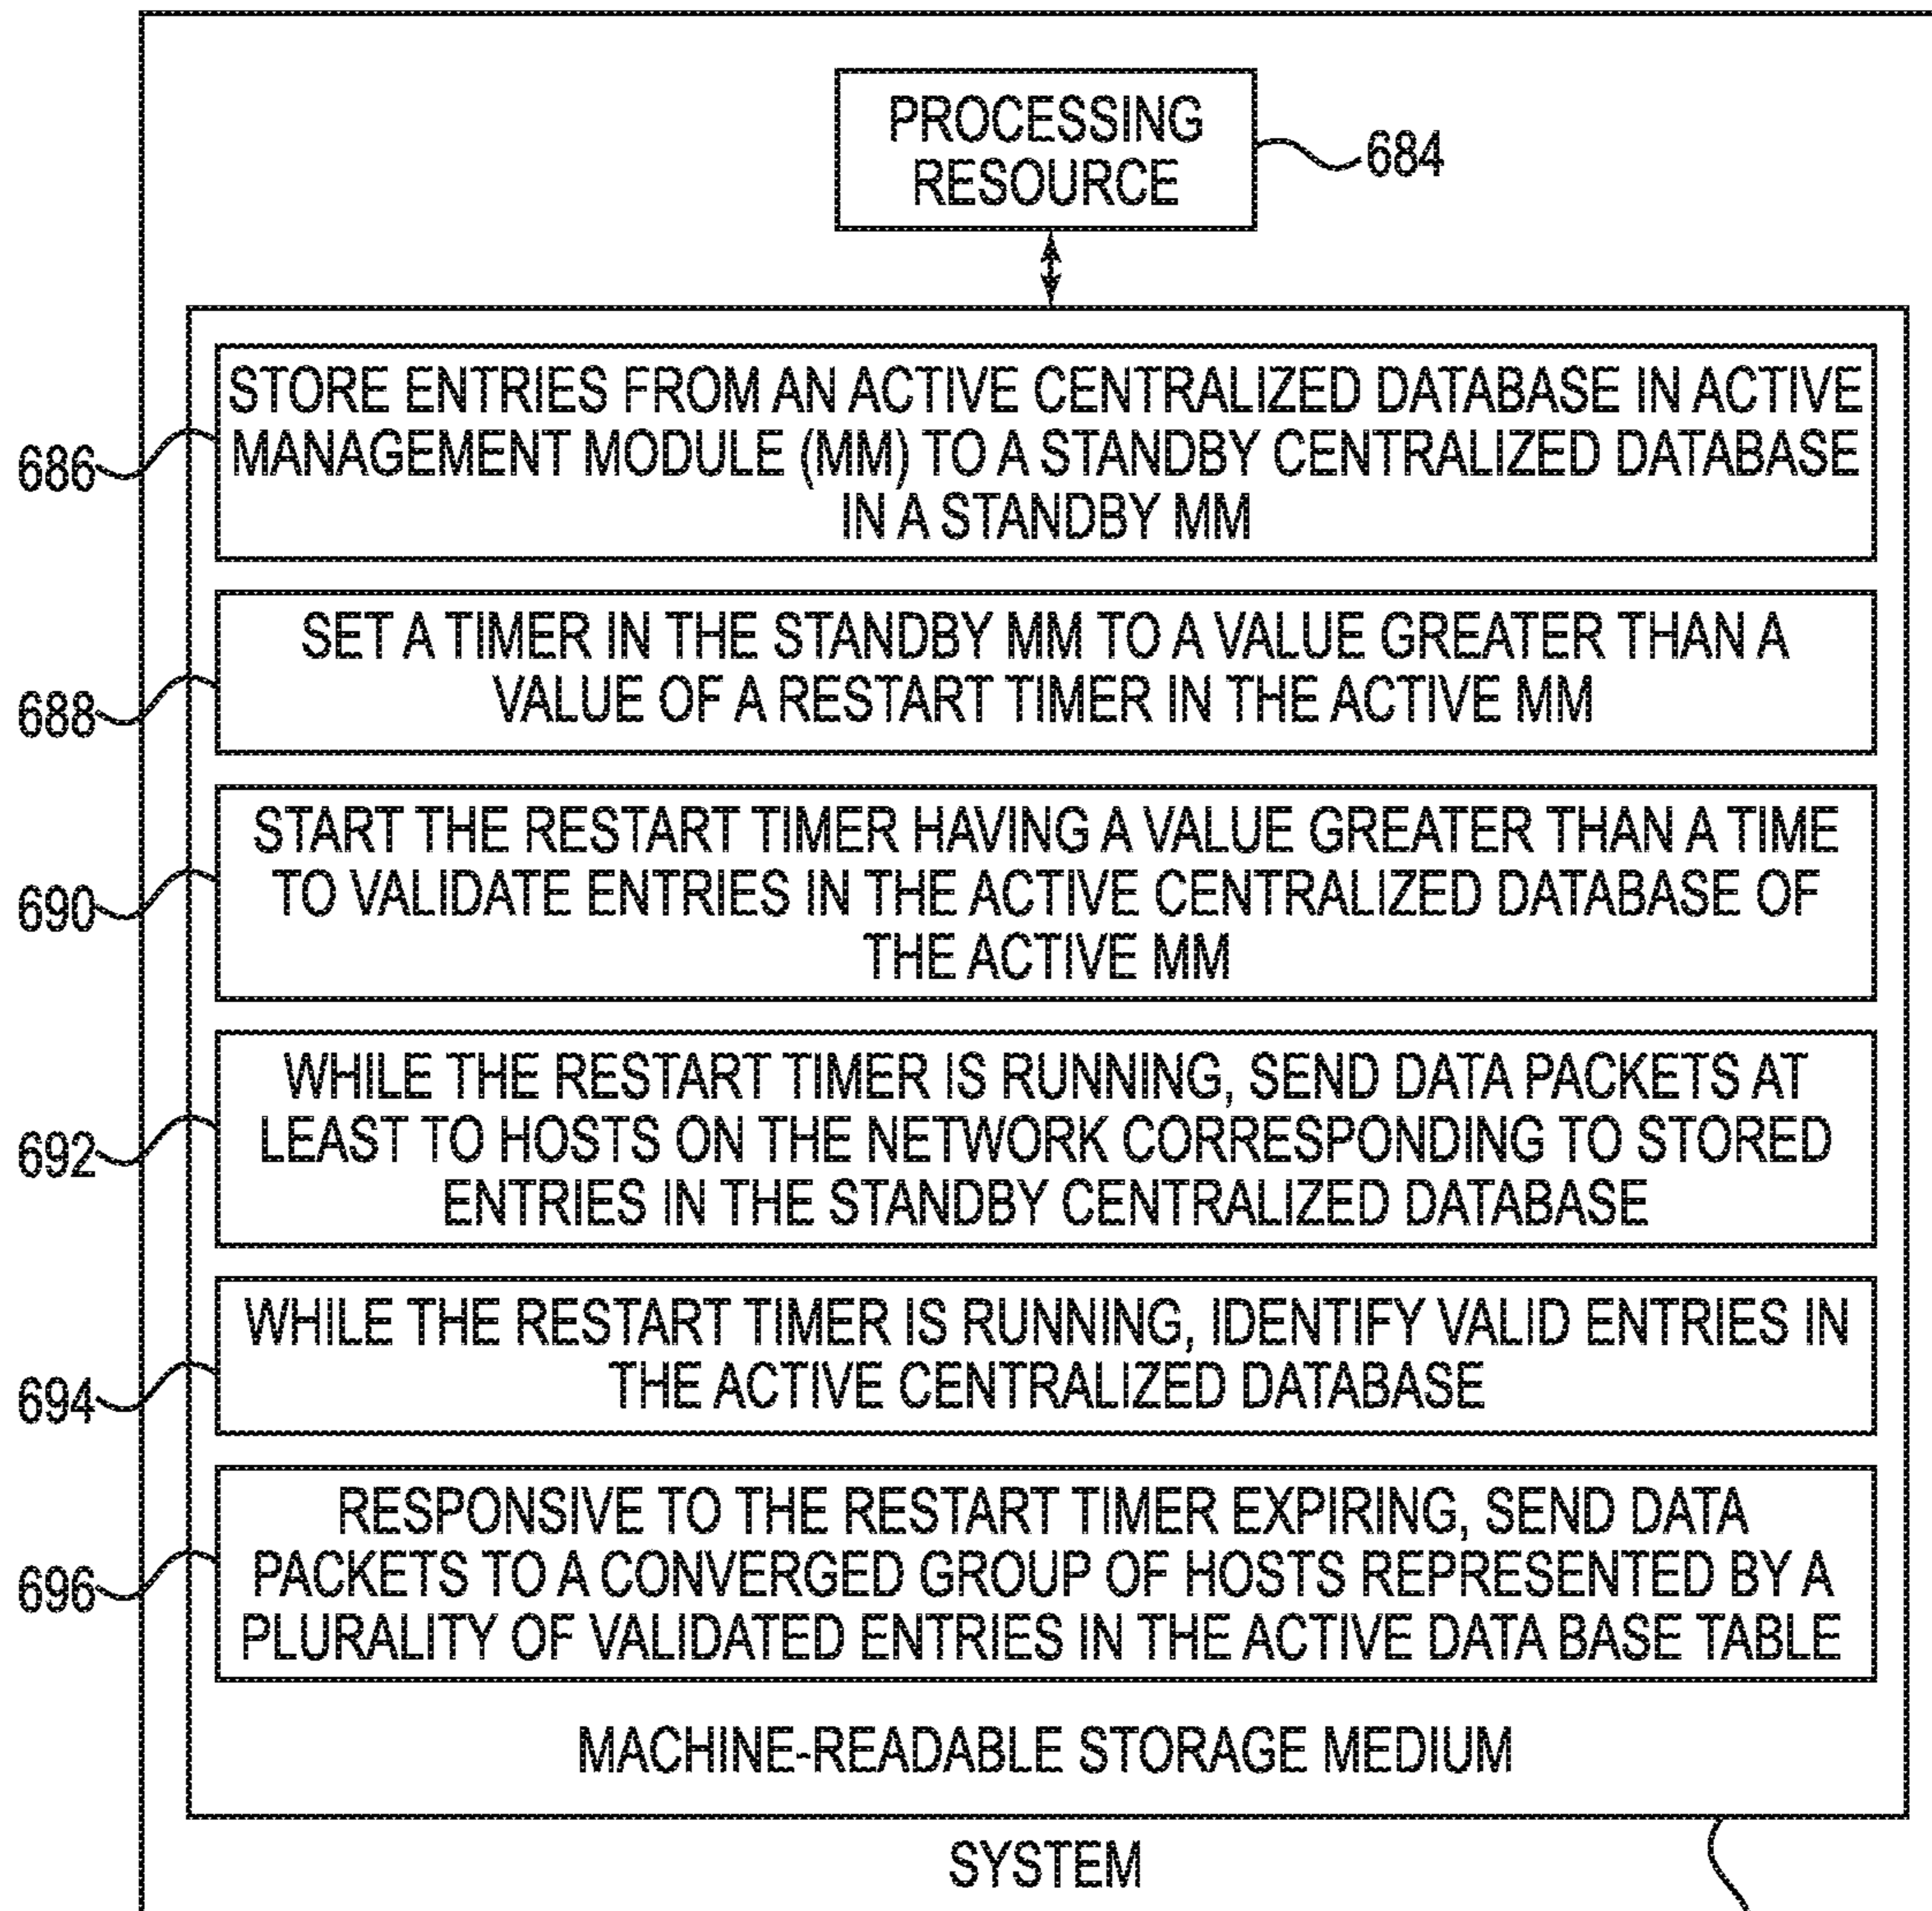 PROCESSING
RESOURCE
684
STORE ENTRIES FROM AN ACTIVE CENTRALIZED DATABASE IN ACTIVE
MANAGEMENT MODULE (MM) TO A STANDBY CENTRALIZED DATABASE
IN A STANDBY MM
686
SET A TIMER IN THE STANDBY MM TO A VALUE GREATER THAN A
VALUE OF A RESTART TIMER IN THE ACTIVE MM
688
START THE RESTART TIMER HAVING A VALUE GREATER THAN A TIME
TO VALIDATE ENTRIES IN THE ACTIVE CENTRALIZED DATABASE OF
THE ACTIVE MM
690
WHILE THE RESTART TIMER IS RUNNING, SEND DATA PACKETS AT
LEAST TO HOSTS ON THE NETWORK CORRESPONDING TO STORED
ENTRIES IN THE STANDBY CENTRALIZED DATABASE
692
WHILE THE RESTART TIMER IS RUNNING, IDENTIFY VALID ENTRIES IN
THE ACTIVE CENTRALIZED DATABASE
694
RESPONSIVE TO THE RESTART TIMER EXPIRING, SEND DATA
PACKETS TO A CONVERGED GROUP OF HOSTS REPRESENTED BY A
PLURALITY OF VALIDATED ENTRIES IN THE ACTIVE DATA BASE TABLE
696
MACHINE-READABLE STORAGE MEDIUM
SYSTEM